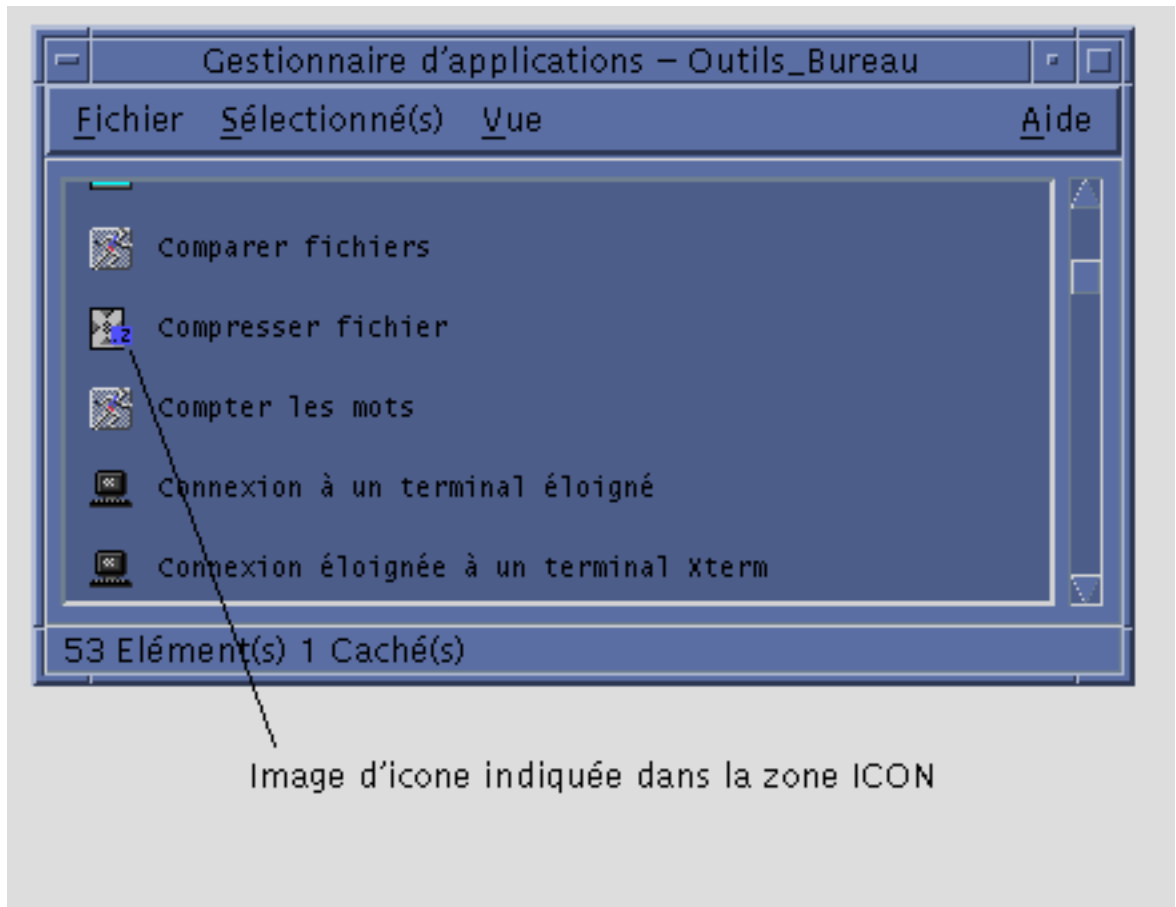 Gestionnaire d'applications – Outils_Bureau
Fichier Sélectionné(s) Vue Aide
Comparer fichiers
.Z
Compresser fichier
Compter les mots
Connexion à un terminal éloigné
Connexion éloignée à un terminal Xterm
53 Elément(s) 1 Caché(s)
Image d'icone indiquée dans la zone ICON